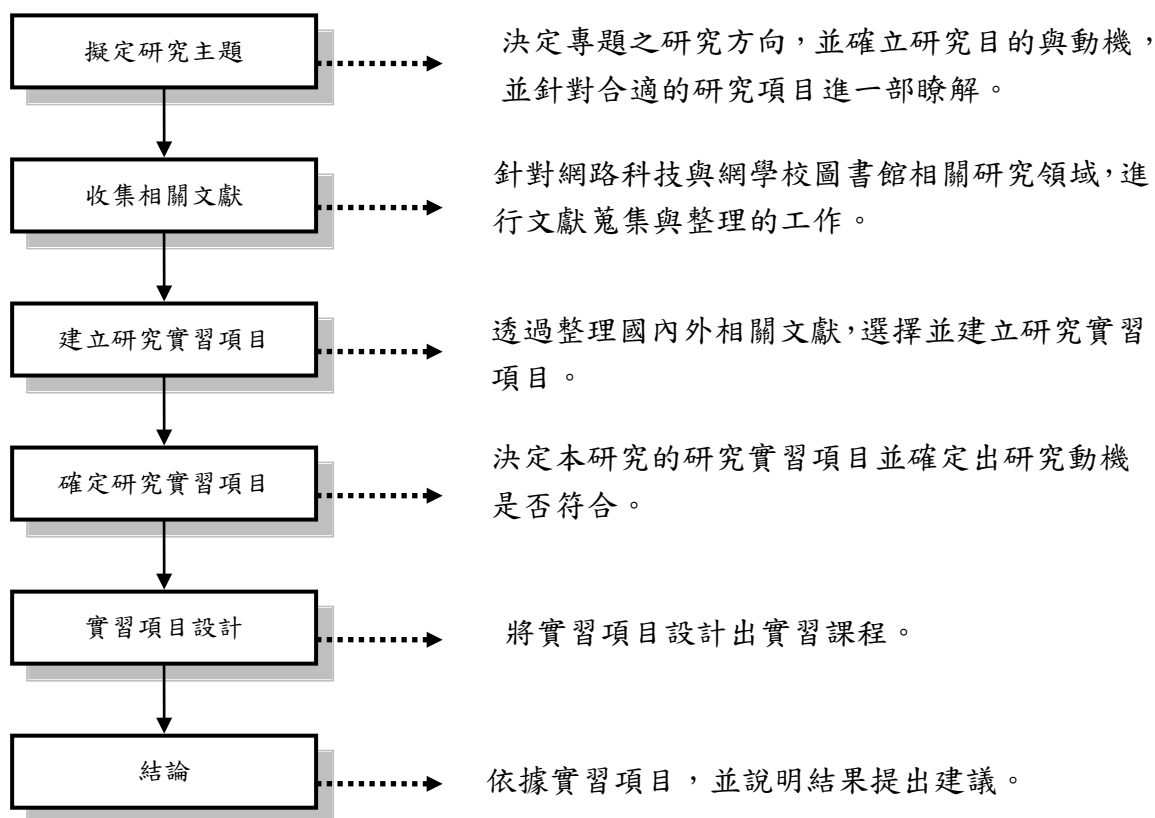 擬定研究主題
決定專題之研究方向，並確立研究目的與動機，
並針對合適的研究項目進一部瞭解。
收集相關文獻
針對網路科技與網學校圖書館相關研究領域，進
行文獻蒐集與整理的工作。
建立研究實習項目
透過整理國內外相關文獻，選擇並建立研究實習
項目。
確定研究實習項目
決定本研究的研究實習項目並確定出研究動機
是否符合。
實習項目設計
將實習項目設計出實習課程。
結論
依據實習項目，並說明結果提出建議。